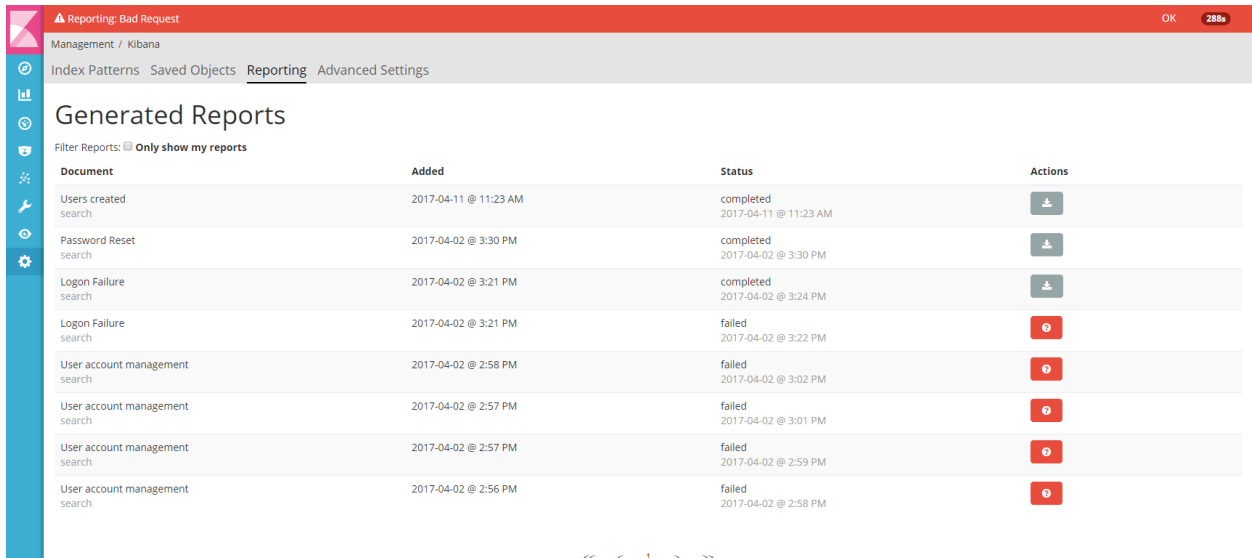 Reporting: Bad Request OK 288s
Management / Kibana
Index Patterns Saved Objects Reporting Advanced Settings
Generated Reports
Filter Reports: Only show my reports
Document Added Status Actions
Users created 2017-04-11 @ 11:23 AM completed
search 2017-04-11 @ 11:23 AM
Password Reset 2017-04-02 @ 3:30 PM completed
search 2017-04-02 @ 3:30 PM
Logon Failure 2017-04-02 @ 3:21 PM completed
search 2017-04-02 @ 3:24 PM
Logon Failure 2017-04-02 @ 3:21 PM failed
search 2017-04-02 @ 3:22 PM
User account management 2017-04-02 @ 2:58 PM failed
search 2017-04-02 @ 3:02 PM
User account management 2017-04-02 @ 2:57 PM failed
search 2017-04-02 @ 3:01 PM
User account management 2017-04-02 @ 2:57 PM failed
search 2017-04-02 @ 2:59 PM
User account management 2017-04-02 @ 2:56 PM failed
search 2017-04-02 @ 2:58 PM
<< < 1 > >>